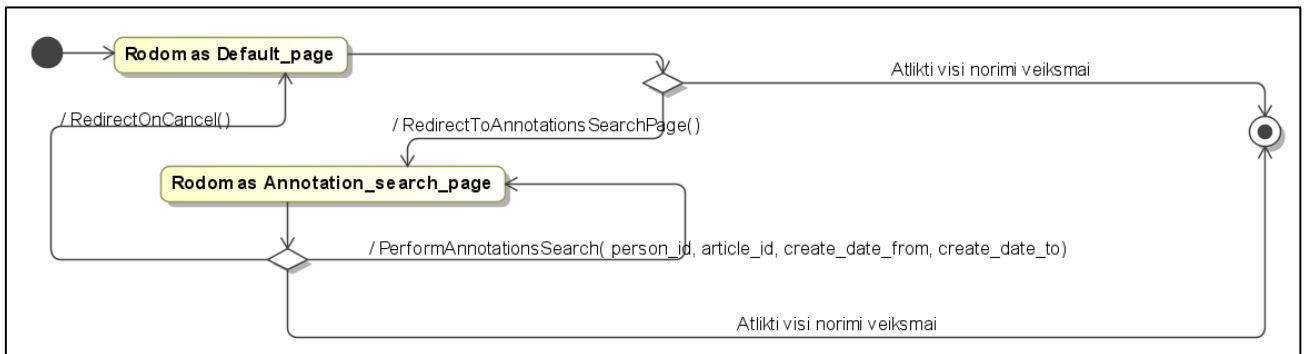 Rodomas Default_page
Atlikti visi norimi veiksmai
/ RedirectOnCancel()
/ RedirectToAnnotationsSearchPage()
Rodomas Annotation_search_page
/ PerformAnnotationsSearch( person_id, article_id, create_date_from, create_date_to)
Atlikti visi norimi veiksmai